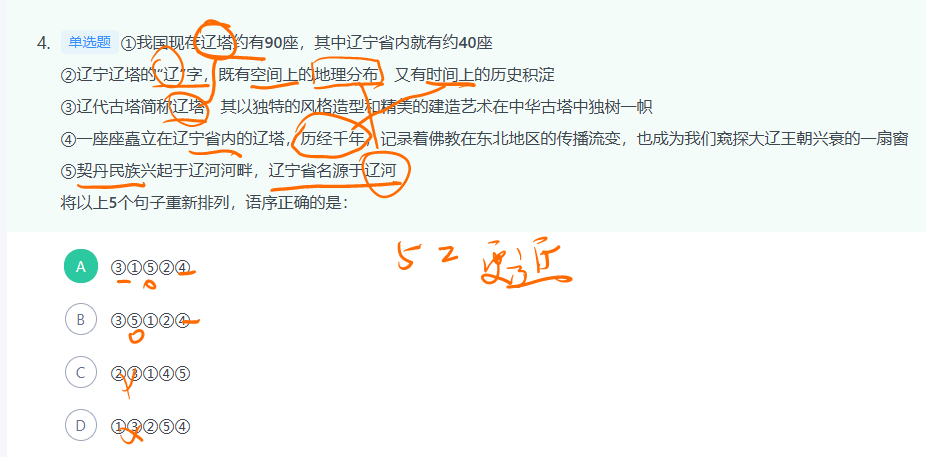 4. 单选题 ①我国现存辽塔约有90座，其中辽宁省内就有约40座
②辽宁辽塔的“辽”字，既有空间上的地理分布，又有时间上的历史积淀
③辽代古塔简称辽塔，其以独特的风格造型和精美的建造艺术在中华古塔中独树一帜
④一座座矗立在辽宁省内的辽塔，历经千年，记录着佛教在东北地区的传播流变，也成为我们窥探大辽王朝兴衰的一扇窗
⑤契丹民族兴起于辽河河畔，辽宁省名源于辽河
将以上5个句子重新排列，语序正确的是：
5 2 更近
A ③①⑤②④
B ③⑤①②④
C ②③①④⑤
D ①③②⑤④